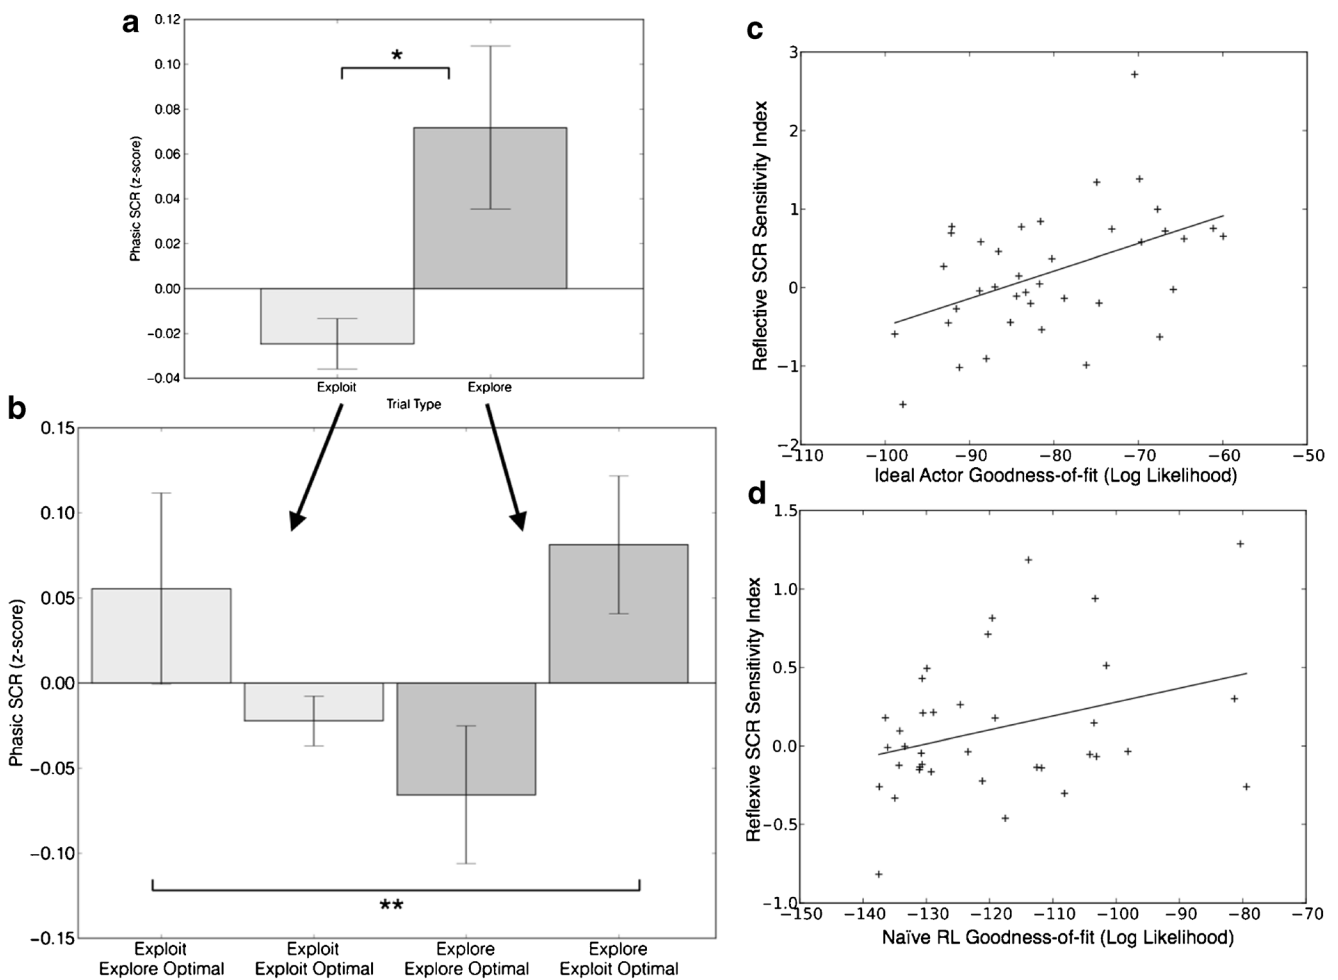 a
0.12
0.10
0.08
0.06
0.04
0.02
0.00
−0.02
−0.04
Phasic SCR (z-score)
*
Exploit Explore
Trial Type
b
0.15
0.10
0.05
0.00
−0.05
−0.10
−0.15
Phasic SCR (z-score)
**
Exploit Exploit Explore Explore
Explore Optimal Exploit Optimal Explore Optimal Exploit Optimal
c
3
2
1
0
−1
−2
Reflective SCR Sensitivity Index
−110 −100 −90 −80 −70 −60 −50
Ideal Actor Goodness-of-fit (Log Likelihood)
d
1.5
1.0
0.5
0.0
−0.5
−1.0
Reflexive SCR Sensitivity Index
−150 −140 −130 −120 −110 −100 −90 −80 −70
Naïve RL Goodness-of-fit (Log Likelihood)